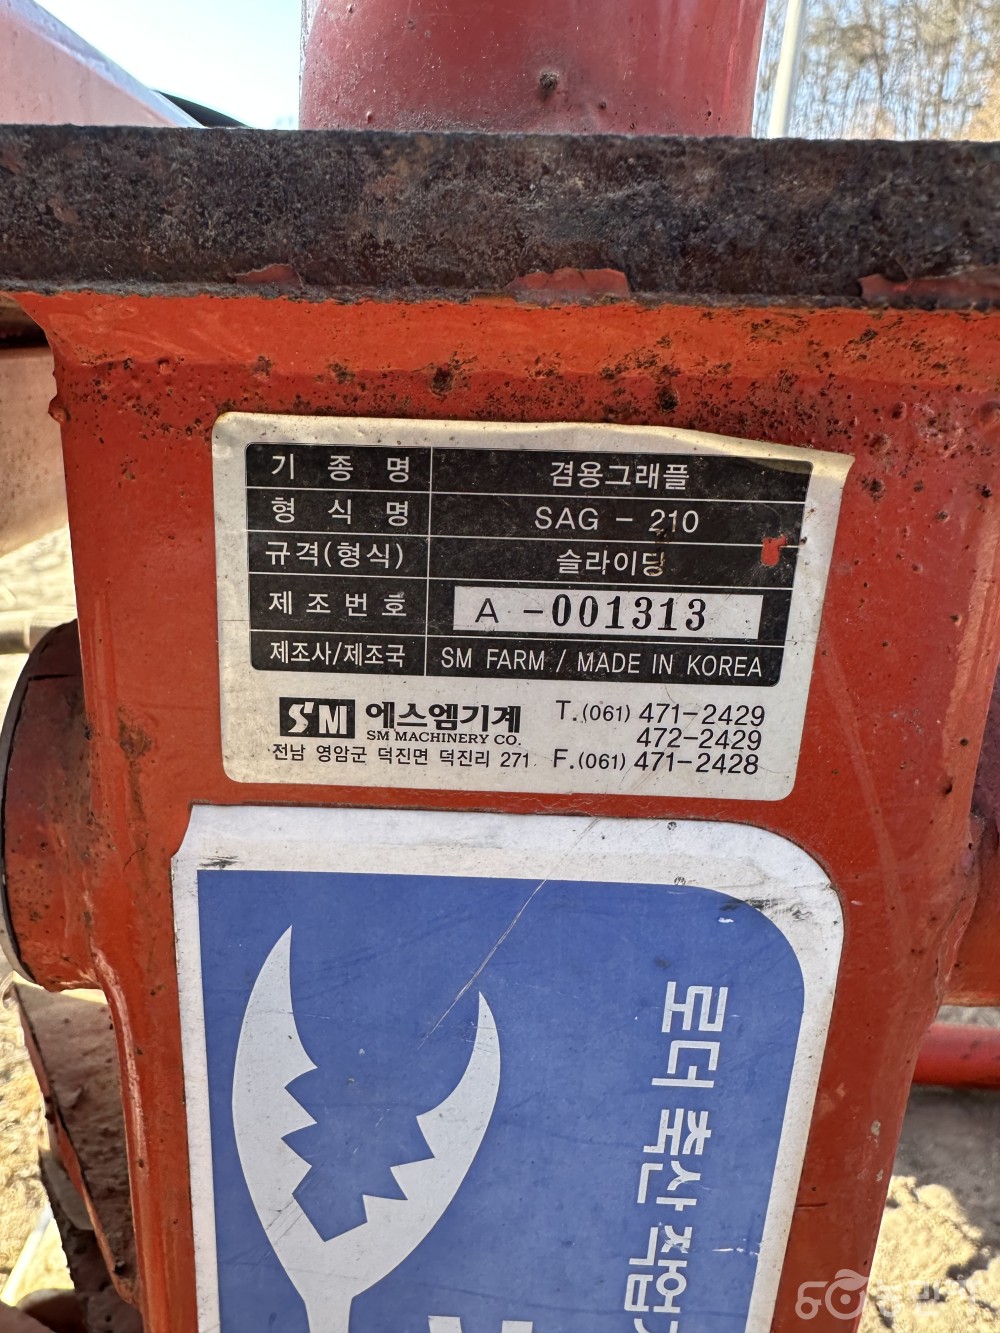 기 종 명 겸용그래플
형 식 명 SAG - 210
규격(형식) 슬라이딩
제 조 번 호 A -001313
제조사/제조국 SM FARM / MADE IN KOREA
SM 에스엠기계
SM MACHINERY CO.
전남 영암군 덕진면 덕진리 271
T.(061) 471-2429
472-2429
F.(061) 471-2428
로더 축산 작업